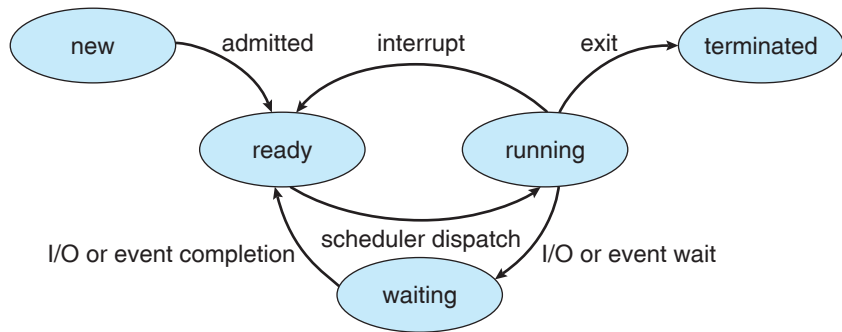 new
admitted
interrupt
exit
terminated
ready
running
I/O or event completion
scheduler dispatch
I/O or event wait
waiting